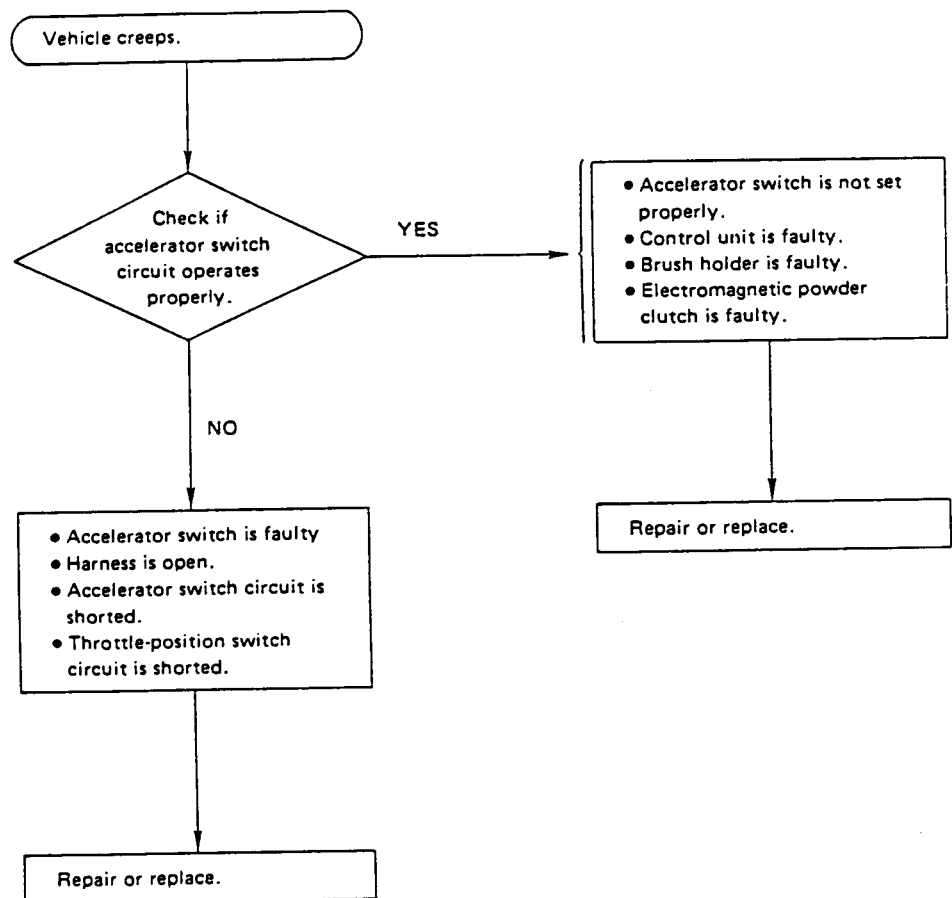 Vehicle creeps.
Check if
accelerator switch
circuit operates
properly.
YES
• Accelerator switch is not set
properly.
• Control unit is faulty.
• Brush holder is faulty.
• Electromagnetic powder
clutch is faulty.
NO
Repair or replace.
• Accelerator switch is faulty
• Harness is open.
• Accelerator switch circuit is
shorted.
• Throttle-position switch
circuit is shorted.
Repair or replace.